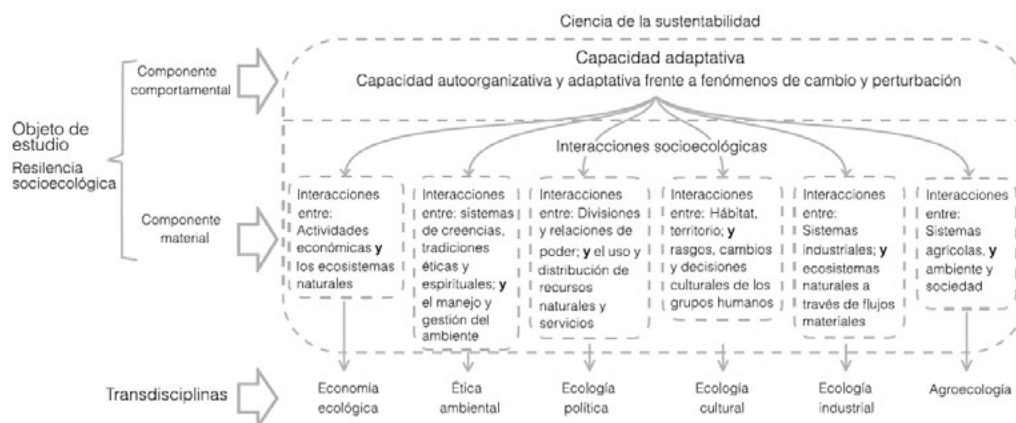 Ciencia de la sustentabilidad
Componente
comportamental
Capacidad adaptativa
Capacidad autoorganizativa y adaptativa frente a fenómenos de cambio y perturbación
Objeto de
estudio
Resilencia
socioecológica
Interacciones socioecológicas
Componente
material
Interacciones
entre:
Actividades
económicas y
los ecosistemas
naturales
Interacciones
entre: sistemas
de creencias,
tradiciones
éticas y
espirituales; y
el manejo y
gestión del
ambiente
Interacciones
entre: Divisiones
y relaciones de
poder; y el uso y
distribución de
recursos
naturales y
servicios
Interacciones
entre: Hábitat,
territorio; y
rasgos, cambios
y decisiones
culturales de los
grupos humanos
Interacciones
entre:
Sistemas
industriales; y
ecosistemas
naturales a
través de flujos
materiales
Interacciones
entre:
Sistemas
agrícolas, y
ambiente y
sociedad
Transdisciplinas
Economía
ecológica
Ética
ambiental
Ecología
política
Ecología
cultural
Ecología
industrial
Agroecología